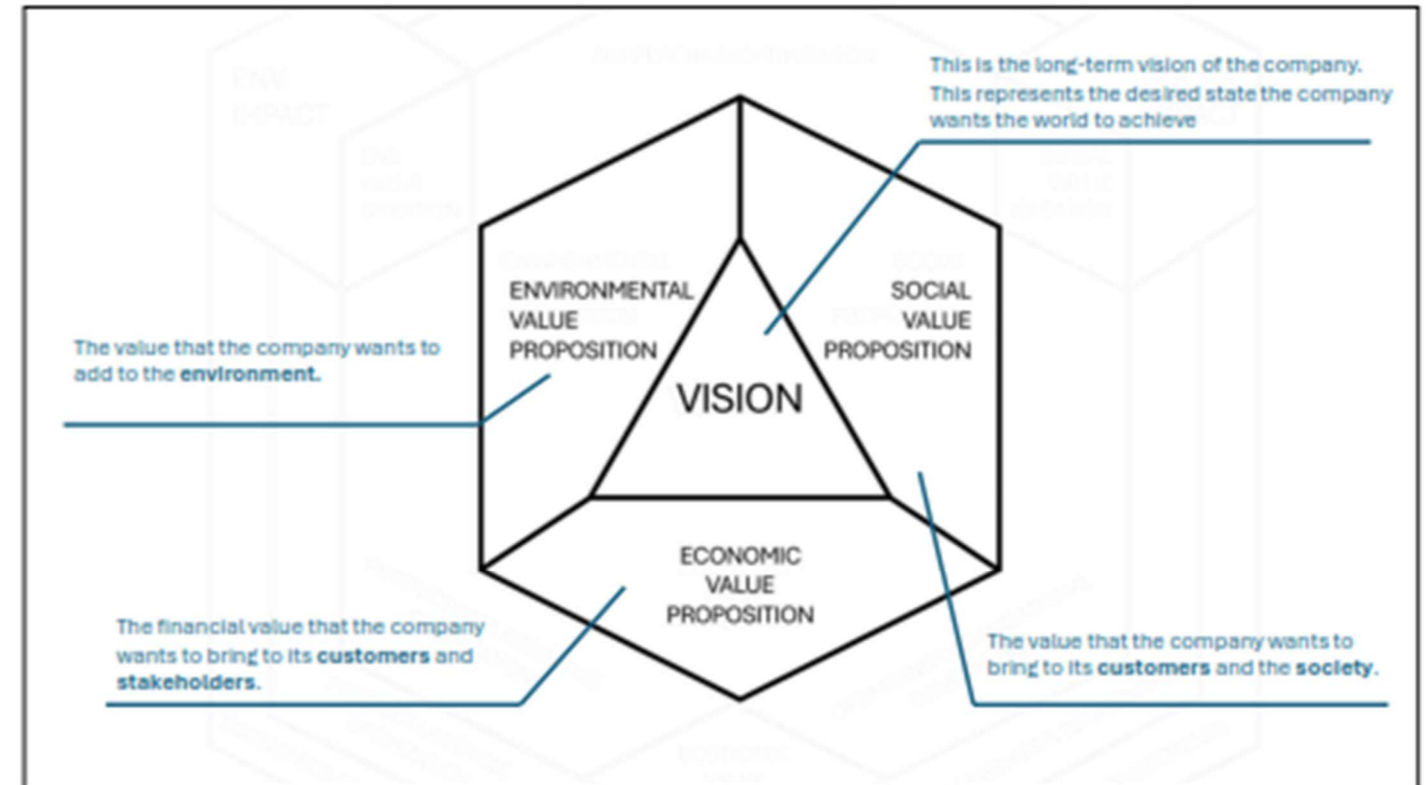 ENV
IMPACT
This is the long-term vision of the company.
This represents the desired state the company
wants the world to achieve
ENVIRONMENTAL
VALUE
PROPOSITION
SOCIAL
VALUE
PROPOSITION
The value that the company wants to
add to the environment.
VISION
ECONOMIC
VALUE
PROPOSITION
The financial value that the company
wants to bring to its customers and
stakeholders.
The value that the company wants to
bring to its customers and the society.